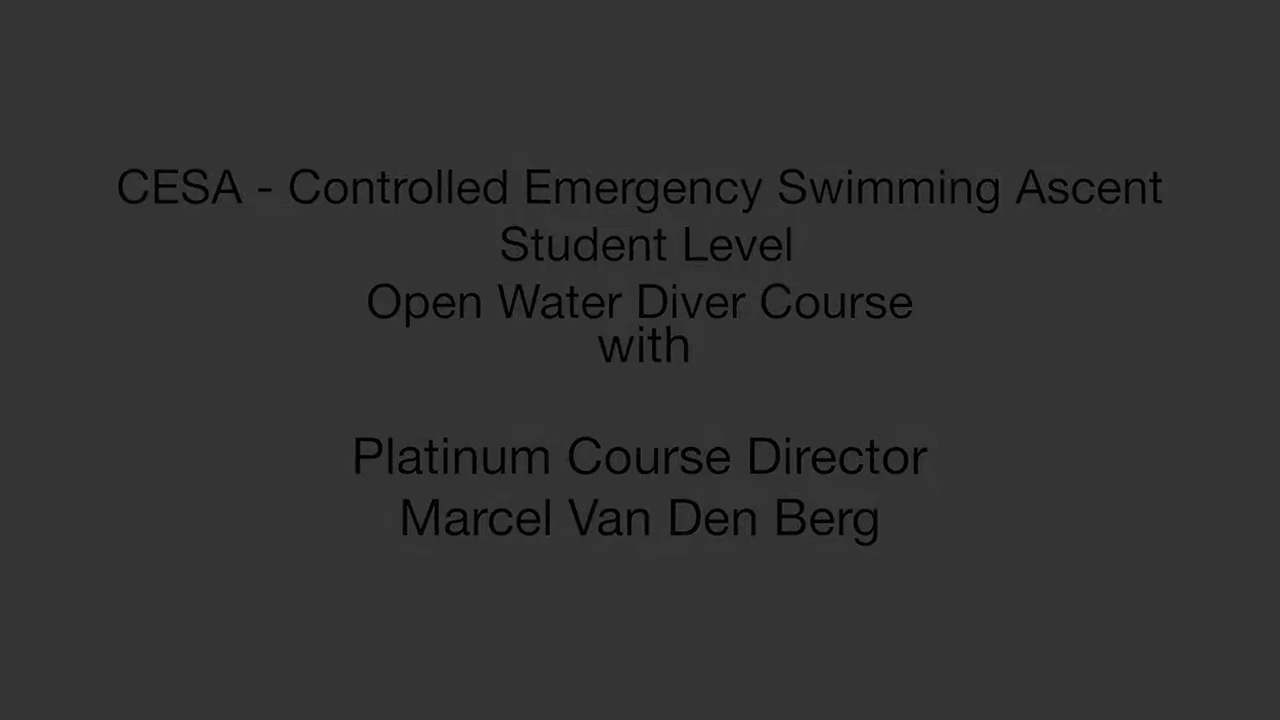 CESA - Controlled Emergency Swimming Ascent
Student Level
Open Water Diver Course
with
Platinum Course Director
Marcel Van Den Berg